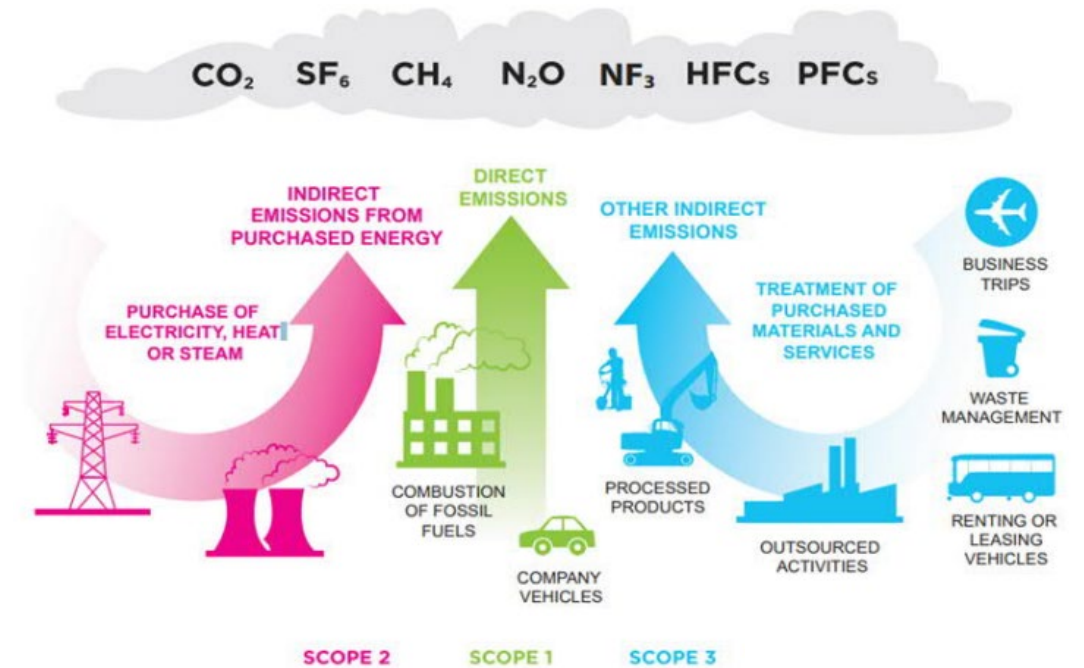 CO₂ SF₆ CH₄ N₂O NF₃ HFCs PFCs
INDIRECT
EMISSIONS FROM
PURCHASED ENERGY
DIRECT
EMISSIONS
OTHER INDIRECT
EMISSIONS
PURCHASE OF
ELECTRICITY, HEAT
OR STEAM
TREATMENT OF
PURCHASED
MATERIALS AND
SERVICES
BUSINESS
TRIPS
WASTE
MANAGEMENT
RENTING OR
LEASING
VEHICLES
COMBUSTION
OF FOSSIL
FUELS
COMPANY
VEHICLES
PROCESSED
PRODUCTS
OUTSOURCED
ACTIVITIES
SCOPE 2 SCOPE 1 SCOPE 3